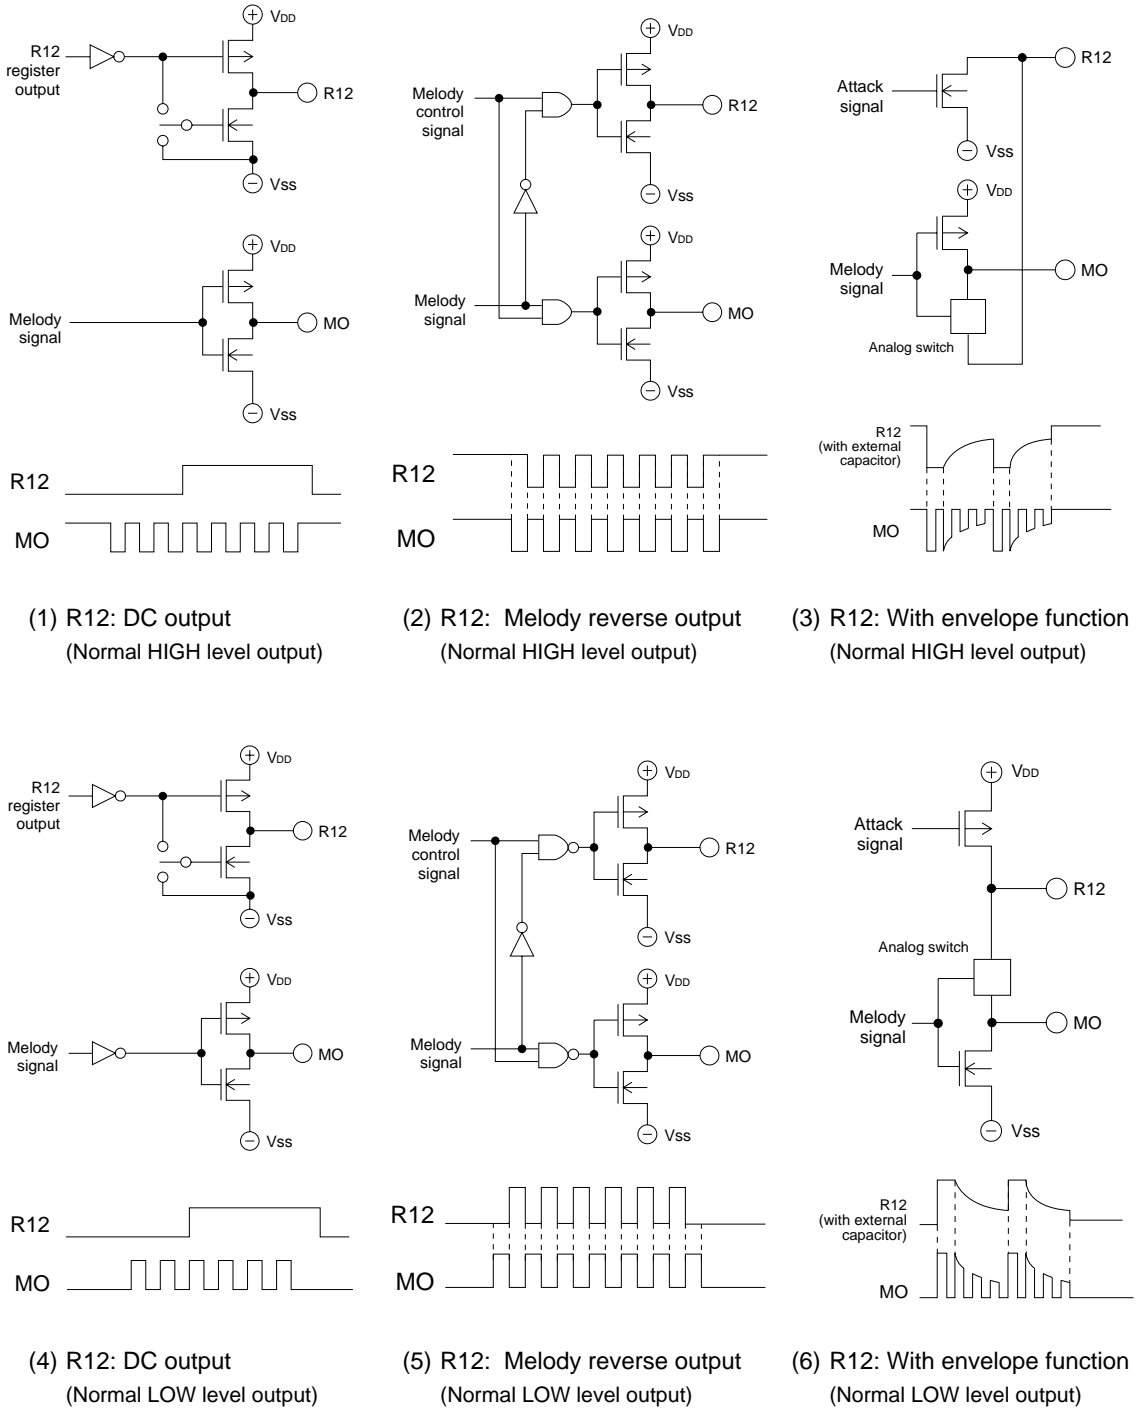 VDD
R12
register
output
R12
VSS
VDD
Melody
signal
MO
VSS
R12
MO
(1) R12: DC output
(Normal HIGH level output)
VDD
Melody
control
signal
R12
VSS
VDD
Melody
signal
MO
VSS
R12
MO
(2) R12: Melody reverse output
(Normal HIGH level output)
R12
Attack
signal
VSS
VDD
Melody
signal
MO
Analog switch
R12
(with external
capacitor)
MO
(3) R12: With envelope function
(Normal HIGH level output)
VDD
R12
register
output
R12
VSS
VDD
Melody
signal
MO
VSS
R12
MO
(4) R12: DC output
(Normal LOW level output)
VDD
Melody
control
signal
R12
VSS
VDD
Melody
signal
MO
VSS
R12
MO
(5) R12: Melody reverse output
(Normal LOW level output)
VDD
Attack
signal
R12
Analog switch
Melody
signal
MO
VSS
R12
(with external
capacitor)
MO
(6) R12: With envelope function
(Normal LOW level output)